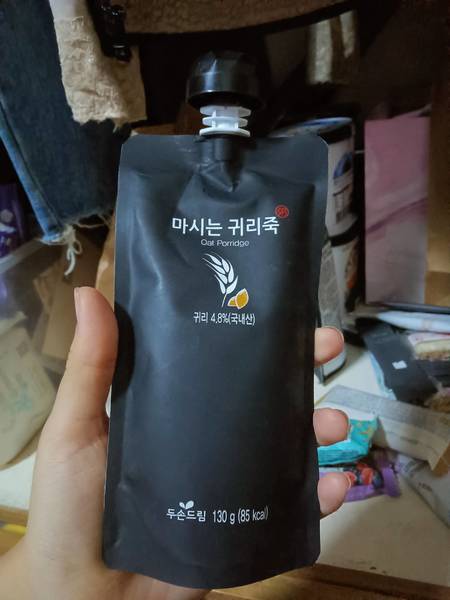 마시는 귀리죽
Oat Porridge
귀리 4.8%(국내산)
두손드림 130 g (85 kcal)